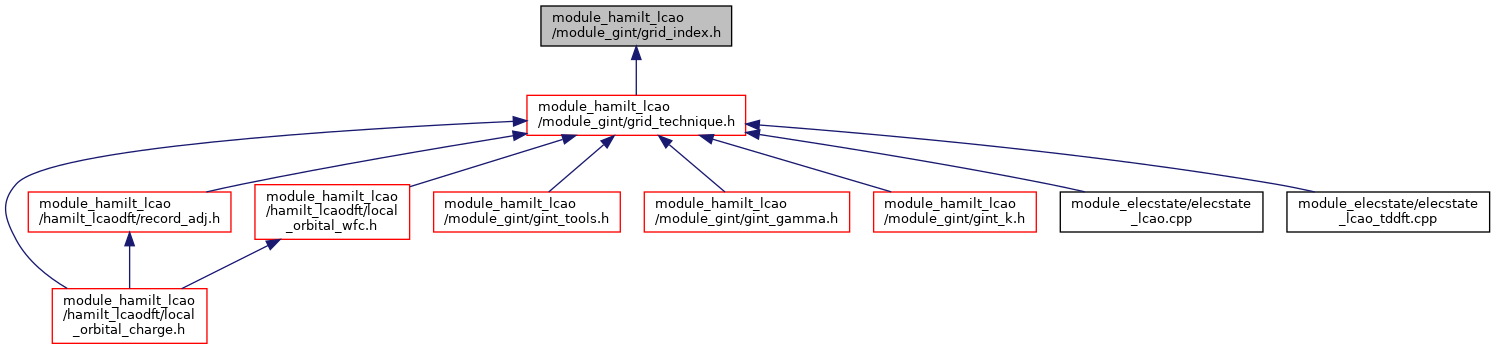 module_hamilt_lcao
/module_gint/grid_index.h
module_hamilt_lcao
/module_gint/grid_technique.h
module_hamilt_lcao
/hamilt_lcaodft/record_adj.h
module_hamilt_lcao
/hamilt_lcaodft/local
_orbital_wfc.h
module_hamilt_lcao
/module_gint/gint_tools.h
module_hamilt_lcao
/module_gint/gint_gamma.h
module_hamilt_lcao
/module_gint/gint_k.h
module_elecstate/elecstate
_lcao.cpp
module_elecstate/elecstate
_lcao_tddft.cpp
module_hamilt_lcao
/hamilt_lcaodft/local
_orbital_charge.h